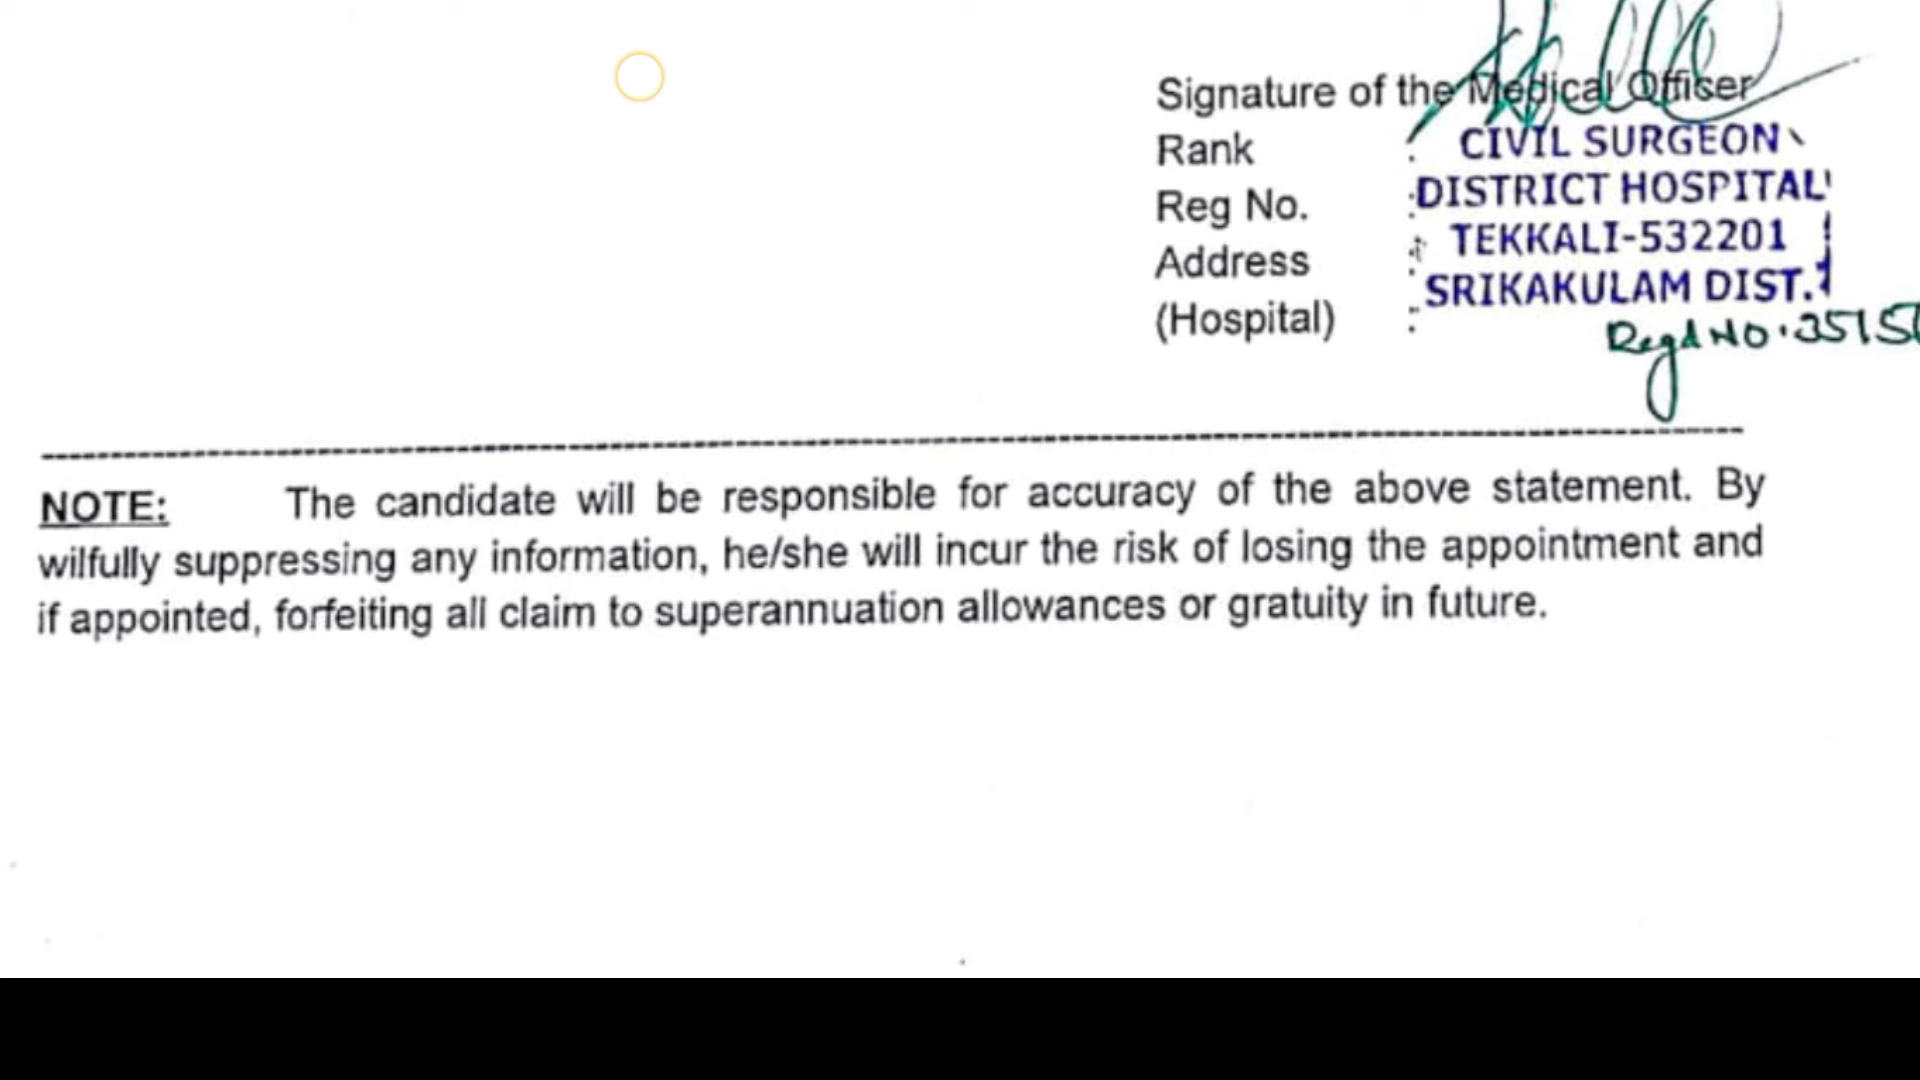 Signature of the Medical Officer
Rank : CIVIL SURGEON
Reg No. : DISTRICT HOSPITAL
Address : TEKKALI-532201
SRIKAKULAM DIST.
(Hospital) :
Regd NO. 3515
NOTE: The candidate will be responsible for accuracy of the above statement. By
wilfully suppressing any information, he/she will incur the risk of losing the appointment and
if appointed, forfeiting all claim to superannuation allowances or gratuity in future.